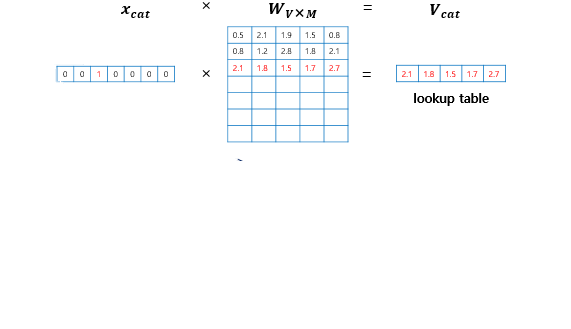 x_cat × W_{V×M} = V_cat
0.5 2.1 1.9 1.5 0.8
0.8 1.2 2.8 1.8 2.1
0 0 1 0 0 0 0 × 2.1 1.8 1.5 1.7 2.7 = 2.1 1.8 1.5 1.7 2.7
lookup table